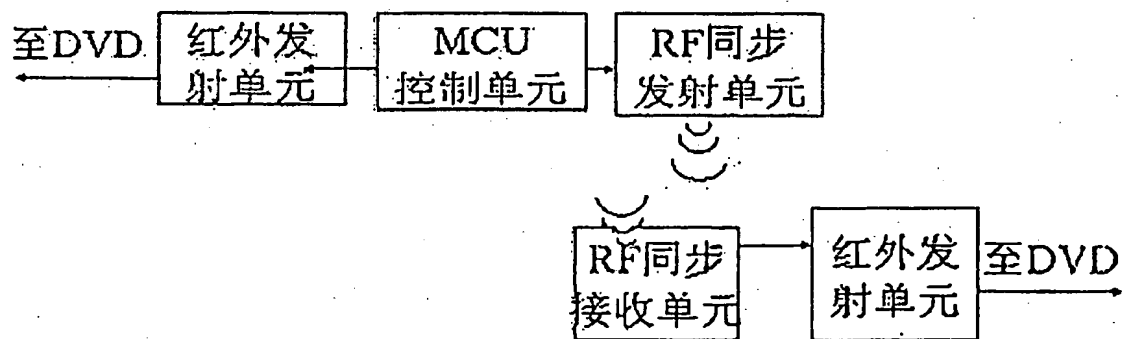 至DVD
红外发
射单元
MCU
控制单元
RF同步
发射单元
RF同步
接收单元
红外发
射单元
至DVD